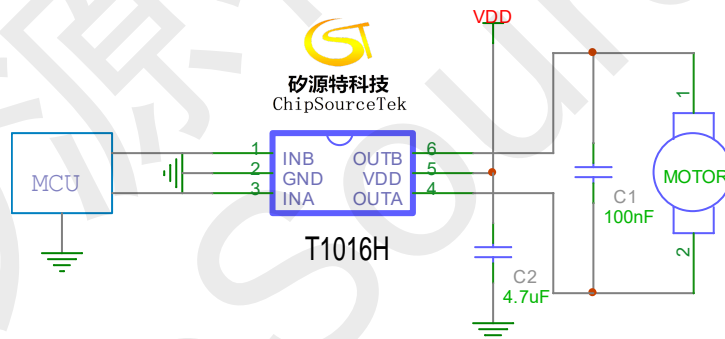 VDD
矽源特科技
ChipSourceTek
MCU
1 INB OUTB 6
2 GND VDD 5
3 INA OUTA 4
T1016H
C1
100nF
C2
4.7uF
1
MOTOR
2